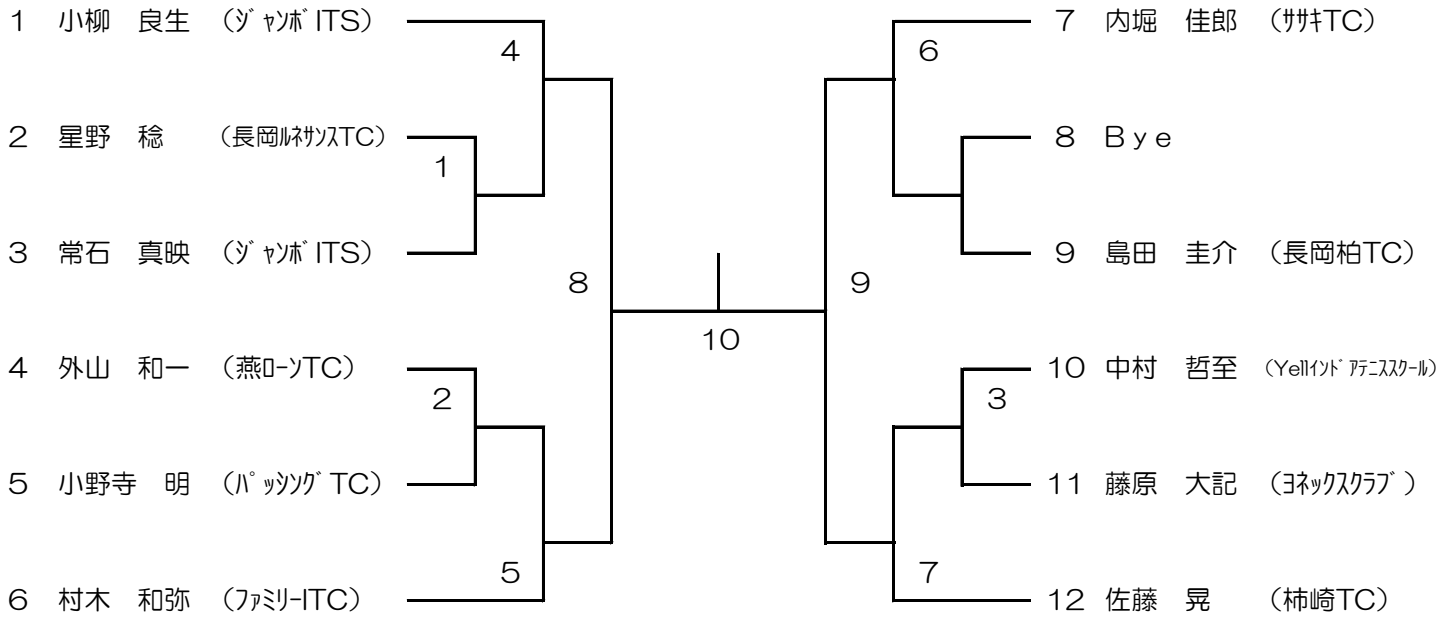 1 小柳 良生 (ｼﾞｬﾝﾎﾞITS)
4
2 星野 稔 (長岡ﾙﾈｻﾝｽTC)
1
3 常石 真映 (ｼﾞｬﾝﾎﾞITS)
8
4 外山 和一 (燕ﾛｰﾝTC)
2
5 小野寺 明 (ﾊﾟｯｼﾝｸﾞTC)
5
6 村木 和弥 (ﾌｧﾐﾘｰITC)
10
7 内堀 佳郎 (ｻｻｷTC)
6
8 Bye
9 島田 圭介 (長岡柏TC)
9
10 中村 哲至 (Yellｲﾝﾄﾞｱﾃﾆｽｽｸｰﾙ)
3
11 藤原 大記 (ﾖﾈｯｸｽｸﾗﾌﾞ)
7
12 佐藤 晃 (柿崎TC)